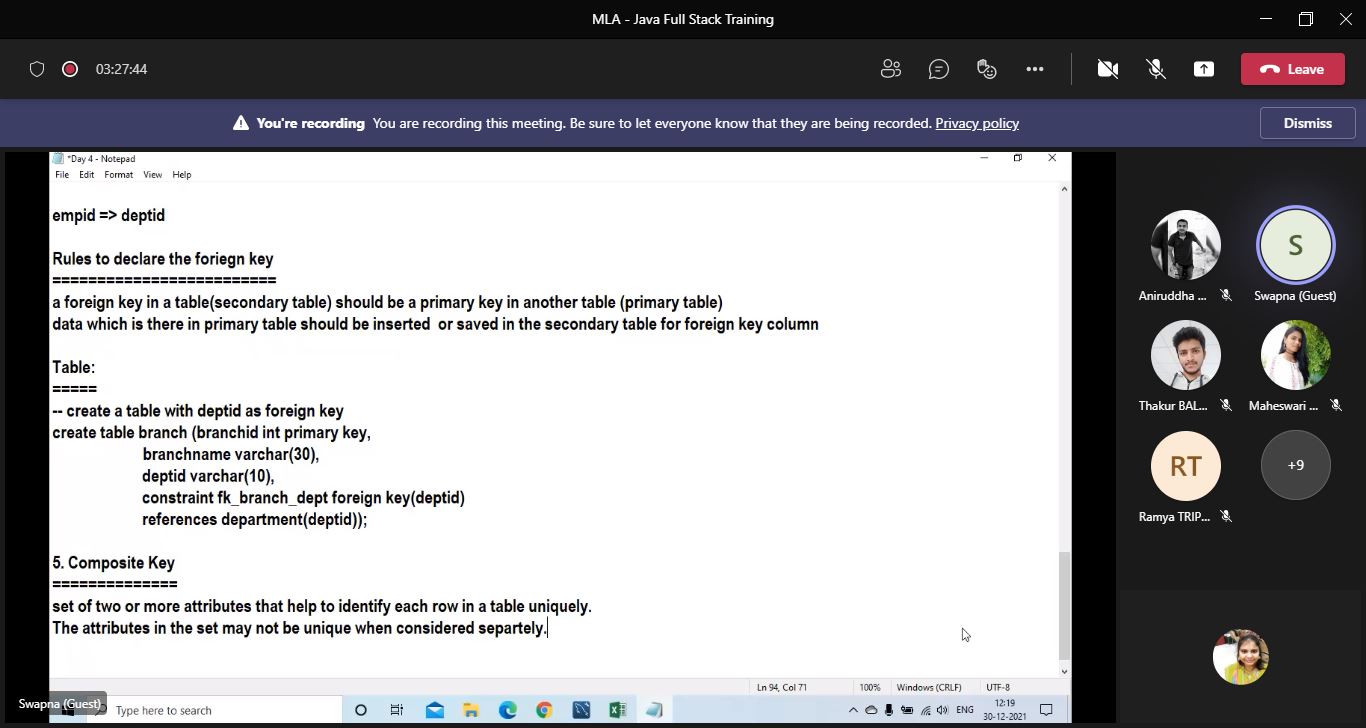 MLA - Java Full Stack Training
03:27:44
Leave
You're recording You are recording this meeting. Be sure to let everyone know that they are being recorded. Privacy policy
Dismiss
*Day 4 - Notepad
File Edit Format View Help
empid => deptid
Rules to declare the foriegn key
=========================
a foreign key in a table(secondary table) should be a primary key in another table (primary table)
data which is there in primary table should be inserted or saved in the secondary table for foreign key column
Table:
=====
-- create a table with deptid as foreign key
create table branch (branchid int primary key,
branchname varchar(30),
deptid varchar(10),
constraint fk_branch_dept foreign key(deptid)
references department(deptid));
5. Composite Key
==============
set of two or more attributes that help to identify each row in a table uniquely.
The attributes in the set may not be unique when considered separtely.
Ln 94, Col 71 100% Windows (CRLF) UTF-8
Swapna (Guest)
Type here to search
ENG
12:19
30-12-2021
Aniruddha ...
S
Swapna (Guest)
Thakur BAL...
Maheswari ...
RT
Ramya TRIP...
+9